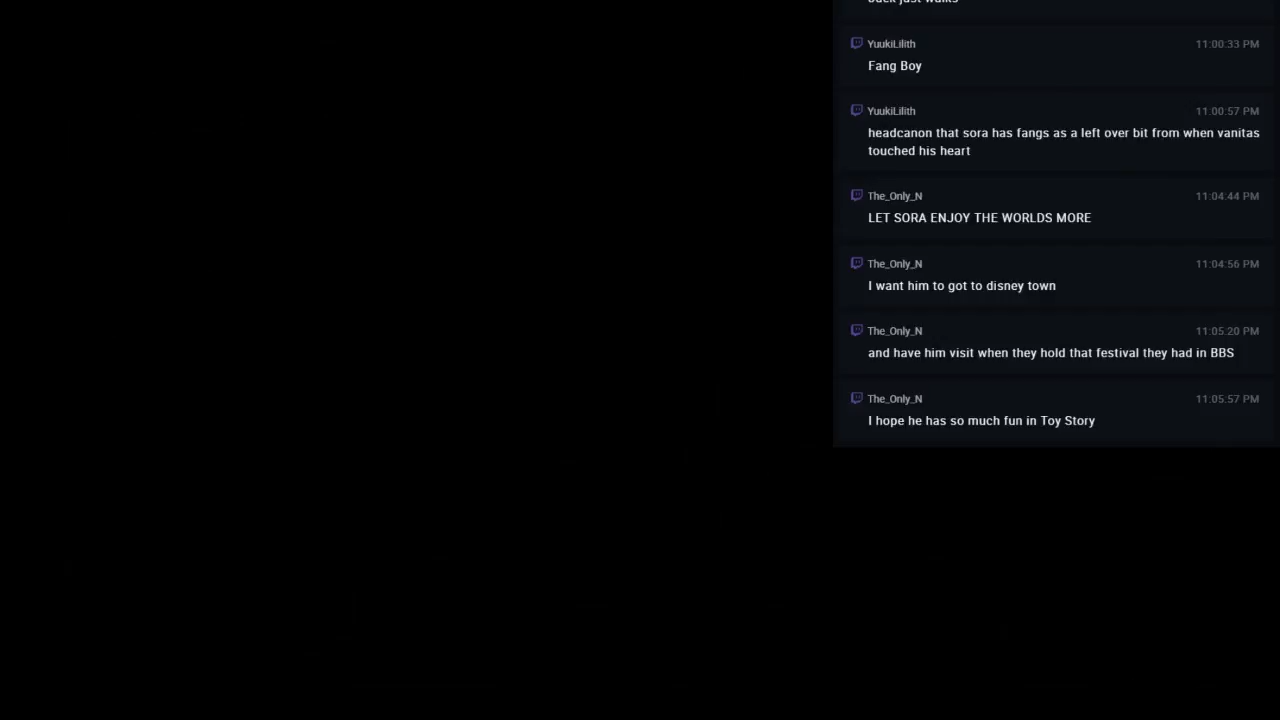 YuukiLilith 11:00:33 PM
Fang Boy
YuukiLilith 11:00:57 PM
headcanon that sora has fangs as a left over bit from when vanitas
touched his heart
The_Only_N 11:04:44 PM
LET SORA ENJOY THE WORLDS MORE
The_Only_N 11:04:56 PM
I want him to got to disney town
The_Only_N 11:05:20 PM
and have him visit when they hold that festival they had in BBS
The_Only_N 11:05:57 PM
I hope he has so much fun in Toy Story